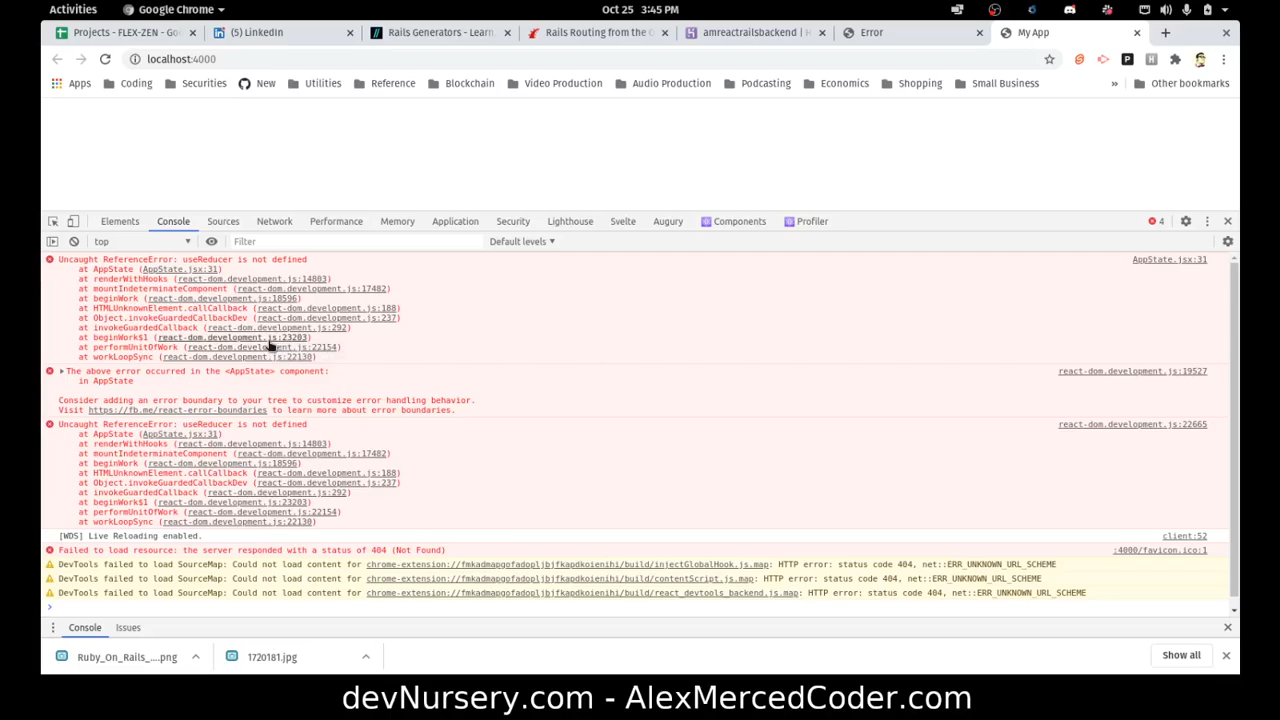 Activities
Google Chrome
Oct 25 3:45 PM
Projects - FLEX-ZEN - Go
(5) LinkedIn
Rails Generators - Learn
Rails Routing from the O
amreactrailsbackend | H
Error
My App
localhost:4000
Apps
Coding
Securities
New
Utilities
Reference
Blockchain
Video Production
Audio Production
Podcasting
Economics
Shopping
Small Business
»
Other bookmarks
Elements
Console
Sources
Network
Performance
Memory
Application
Security
Lighthouse
Svelte
Augury
Components
Profiler
4
top
Filter
Default levels
Uncaught ReferenceError: useReducer is not defined AppState.jsx:31
at AppState (AppState.jsx:31)
at renderWithHooks (react-dom.development.js:14803)
at mountIndeterminateComponent (react-dom.development.js:17482)
at beginWork (react-dom.development.js:18596)
at HTMLUnknownElement.callCallback (react-dom.development.js:188)
at Object.invokeGuardedCallbackDev (react-dom.development.js:237)
at invokeGuardedCallback (react-dom.development.js:292)
at beginWork$1 (react-dom.development.js:23203)
at performUnitOfWork (react-dom.development.js:22154)
at workLoopSync (react-dom.development.js:22130)
The above error occurred in the <AppState> component: react-dom.development.js:19527
in AppState
Consider adding an error boundary to your tree to customize error handling behavior.
Visit https://fb.me/react-error-boundaries to learn more about error boundaries.
Uncaught ReferenceError: useReducer is not defined react-dom.development.js:22665
at AppState (AppState.jsx:31)
at renderWithHooks (react-dom.development.js:14803)
at mountIndeterminateComponent (react-dom.development.js:17482)
at beginWork (react-dom.development.js:18596)
at HTMLUnknownElement.callCallback (react-dom.development.js:188)
at Object.invokeGuardedCallbackDev (react-dom.development.js:237)
at invokeGuardedCallback (react-dom.development.js:292)
at beginWork$1 (react-dom.development.js:23203)
at performUnitOfWork (react-dom.development.js:22154)
at workLoopSync (react-dom.development.js:22130)
[WDS] Live Reloading enabled. client:52
Failed to load resource: the server responded with a status of 404 (Not Found) :4000/favicon.ico:1
DevTools failed to load SourceMap: Could not load content for chrome-extension://fmkadmapgofadopljbjfkapdkoienihi/build/injectGlobalHook.js.map: HTTP error: status code 404, net::ERR_UNKNOWN_URL_SCHEME
DevTools failed to load SourceMap: Could not load content for chrome-extension://fmkadmapgofadopljbjfkapdkoienihi/build/contentScript.js.map: HTTP error: status code 404, net::ERR_UNKNOWN_URL_SCHEME
DevTools failed to load SourceMap: Could not load content for chrome-extension://fmkadmapgofadopljbjfkapdkoienihi/build/react_devtools_backend.js.map: HTTP error: status code 404, net::ERR_UNKNOWN_URL_SCHEME
Console
Issues
Ruby_On_Rails_....png
1720181.jpg
Show all
devNursery.com - AlexMercedCoder.com